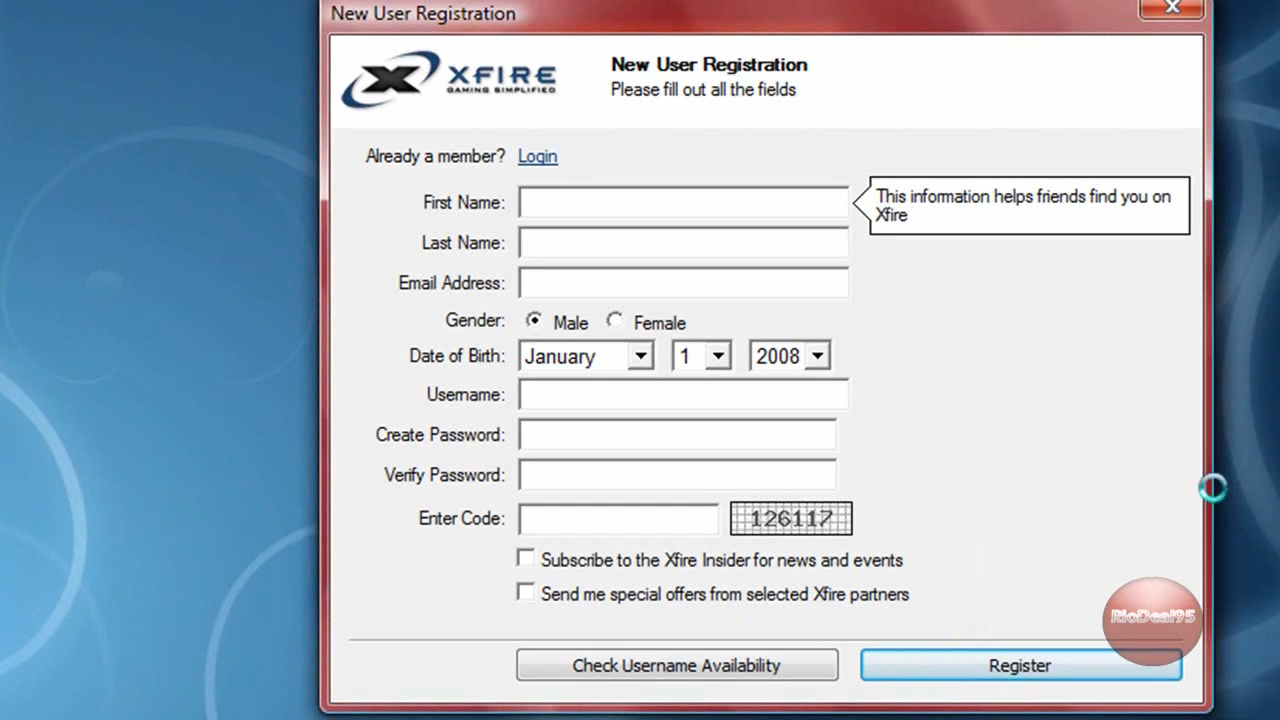 New User Registration
XFIRE
GAMING SIMPLIFIED
New User Registration
Please fill out all the fields
Already a member? Login
First Name:
This information helps friends find you on
Xfire
Last Name:
Email Address:
Gender: Male Female
Date of Birth: January 1 2008
Username:
Create Password:
Verify Password:
Enter Code: 126117
Subscribe to the Xfire Insider for news and events
Send me special offers from selected Xfire partners
RioDeal95
Check Username Availability Register